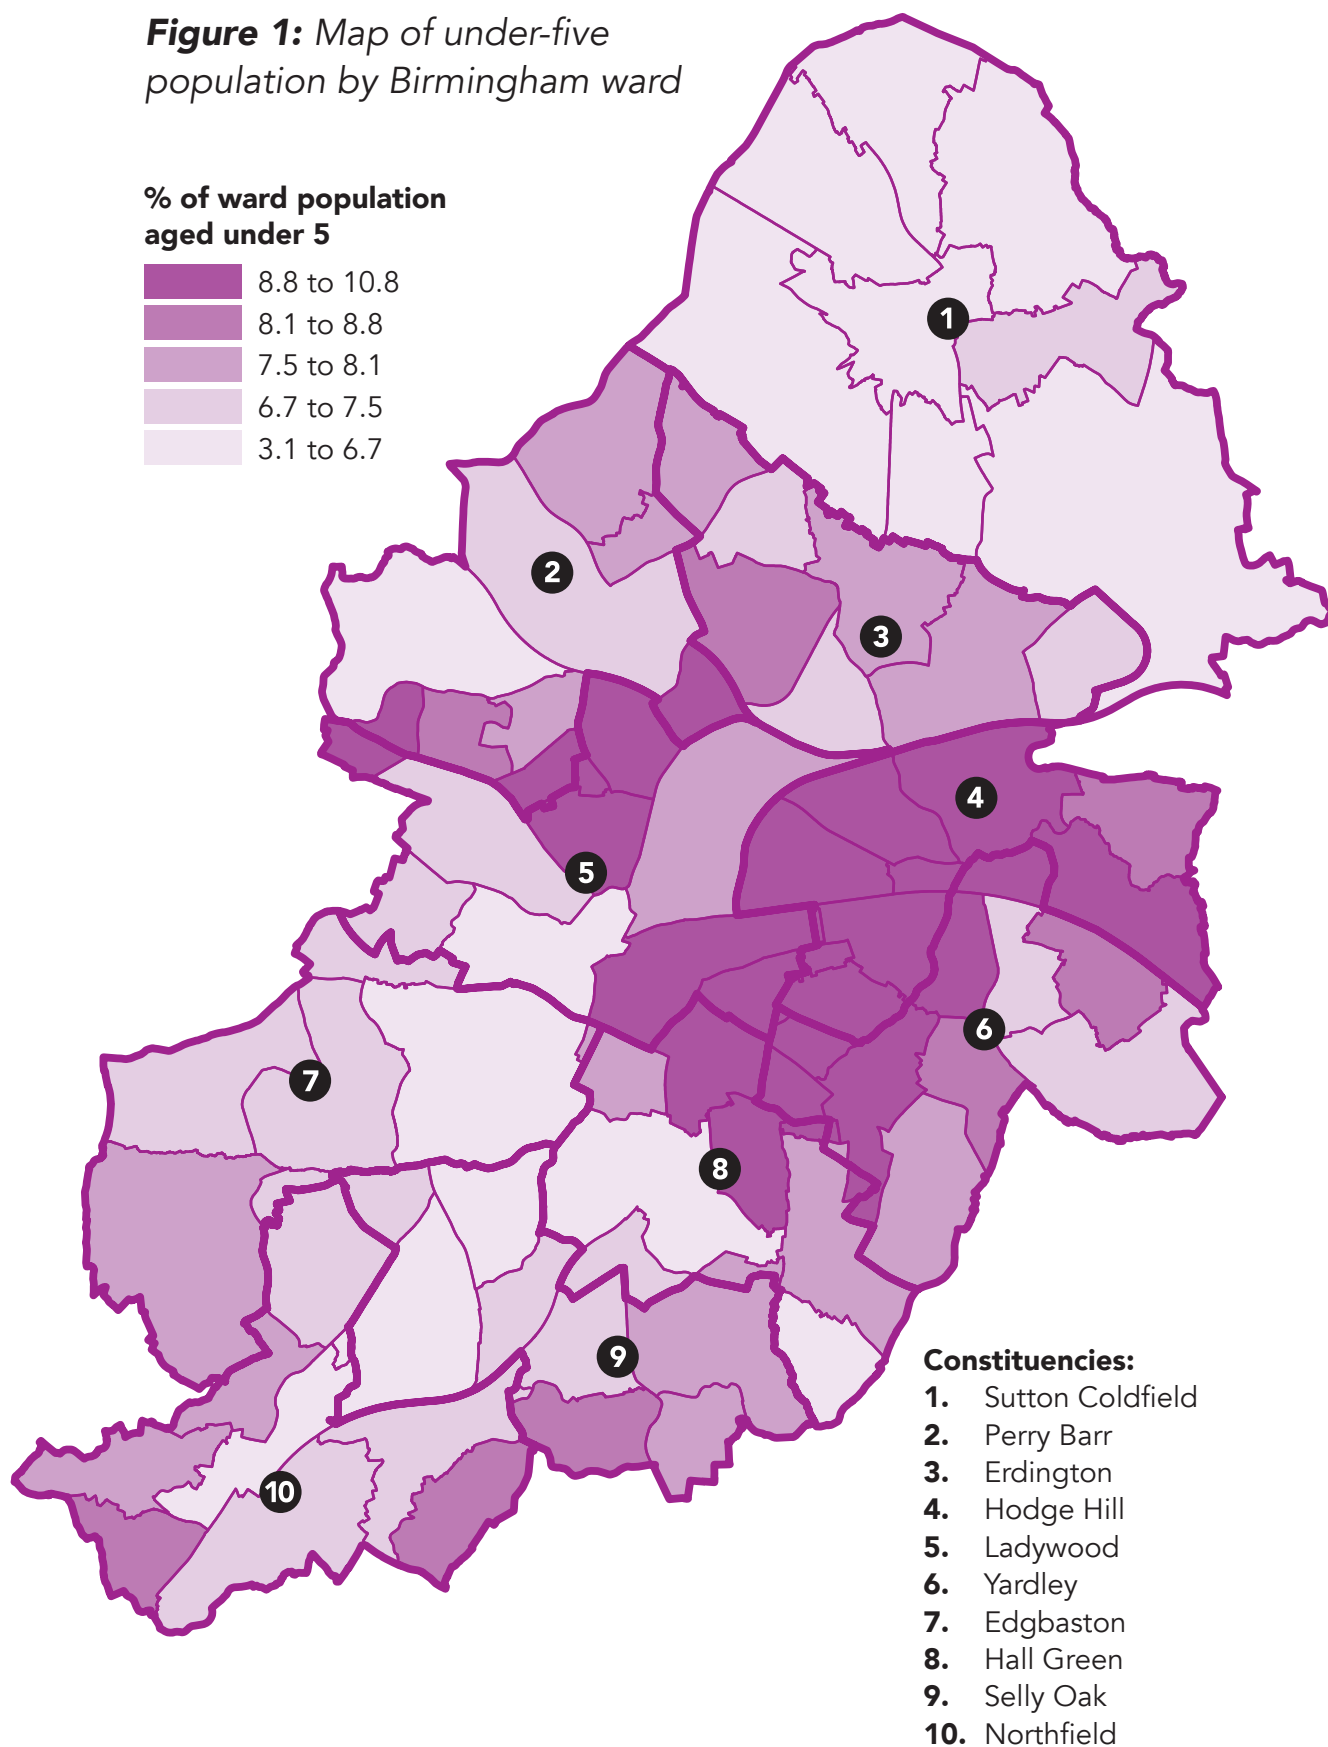 Figure 1: Map of under-five
population by Birmingham ward
% of ward population
aged under 5
8.8 to 10.8
8.1 to 8.8
7.5 to 8.1
6.7 to 7.5
3.1 to 6.7
1
2
3
4
5
6
7
8
9
10
Constituencies:
1. Sutton Coldfield
2. Perry Barr
3. Erdington
4. Hodge Hill
5. Ladywood
6. Yardley
7. Edgbaston
8. Hall Green
9. Selly Oak
10. Northfield